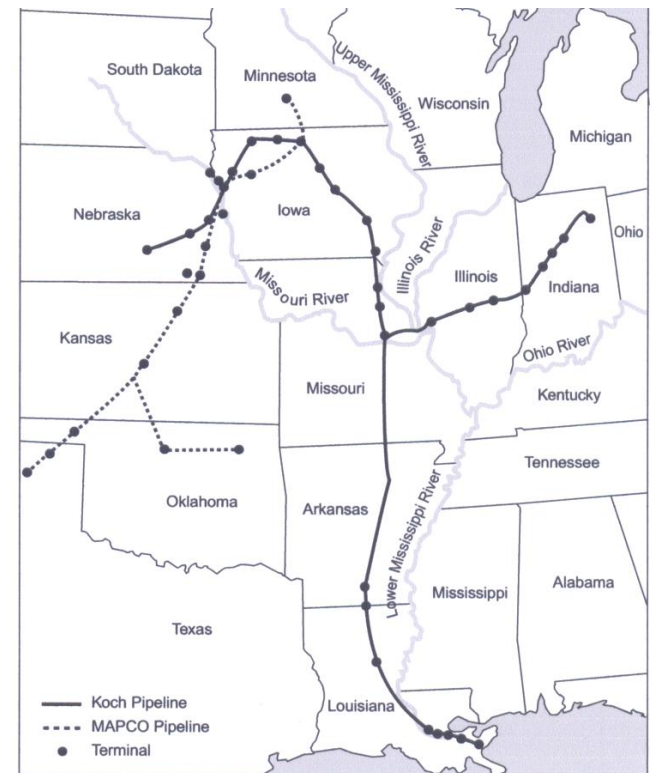 South Dakota
Minnesota
Upper Mississippi River
Wisconsin
Michigan
Nebraska
Iowa
Illinois River
Illinois
Indiana
Ohio
Missouri River
Kansas
Ohio River
Missouri
Kentucky
Tennessee
Oklahoma
Arkansas
Lower Mississippi River
Mississippi
Alabama
Texas
Louisiana
Koch Pipeline
MAPCO Pipeline
Terminal